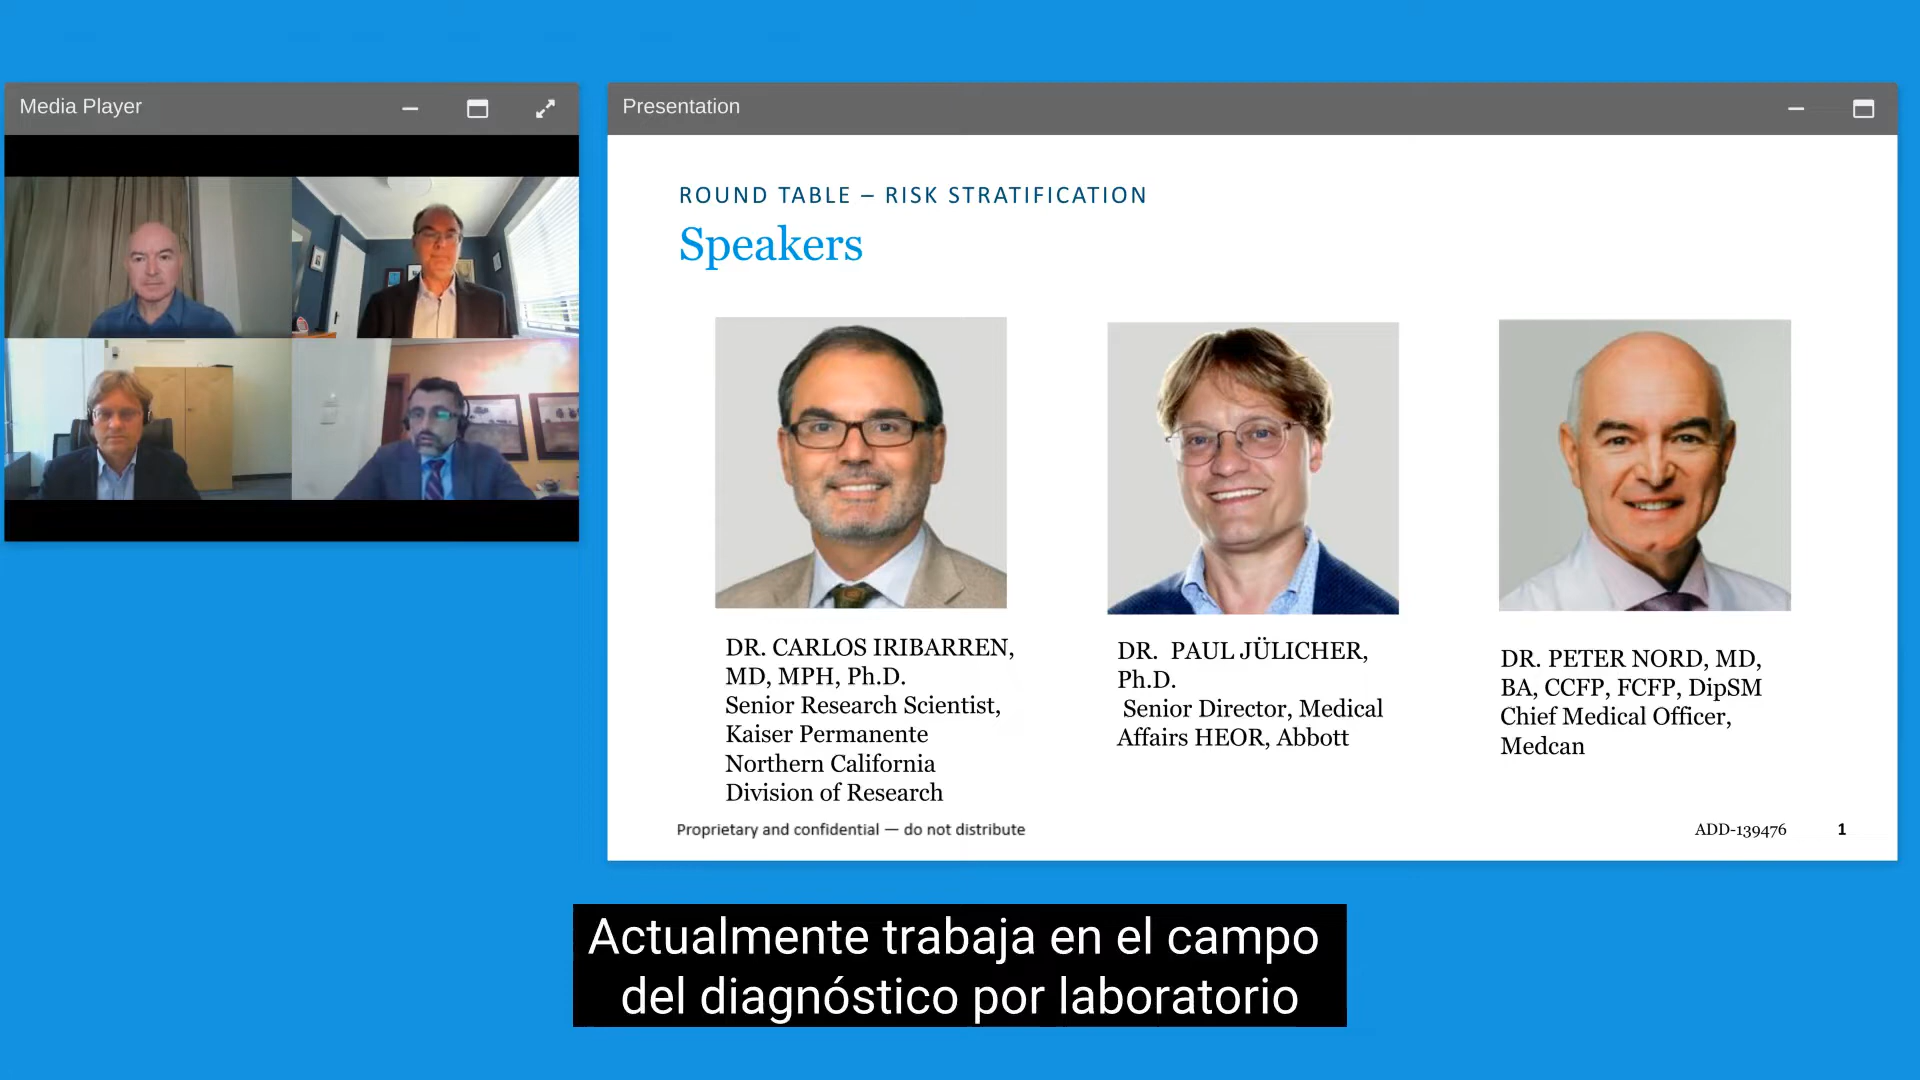 Media Player
Presentation
ROUND TABLE – RISK STRATIFICATION
Speakers
DR. CARLOS IRIBARREN,
MD, MPH, Ph.D.
Senior Research Scientist,
Kaiser Permanente
Northern California
Division of Research
DR. PAUL JÜLICHER,
Ph.D.
Senior Director, Medical
Affairs HEOR, Abbott
DR. PETER NORD, MD,
BA, CCFP, FCFP, DipSM
Chief Medical Officer,
Medcan
Proprietary and confidential — do not distribute
ADD-139476
1
Actualmente trabaja en el campo
del diagnóstico por laboratorio